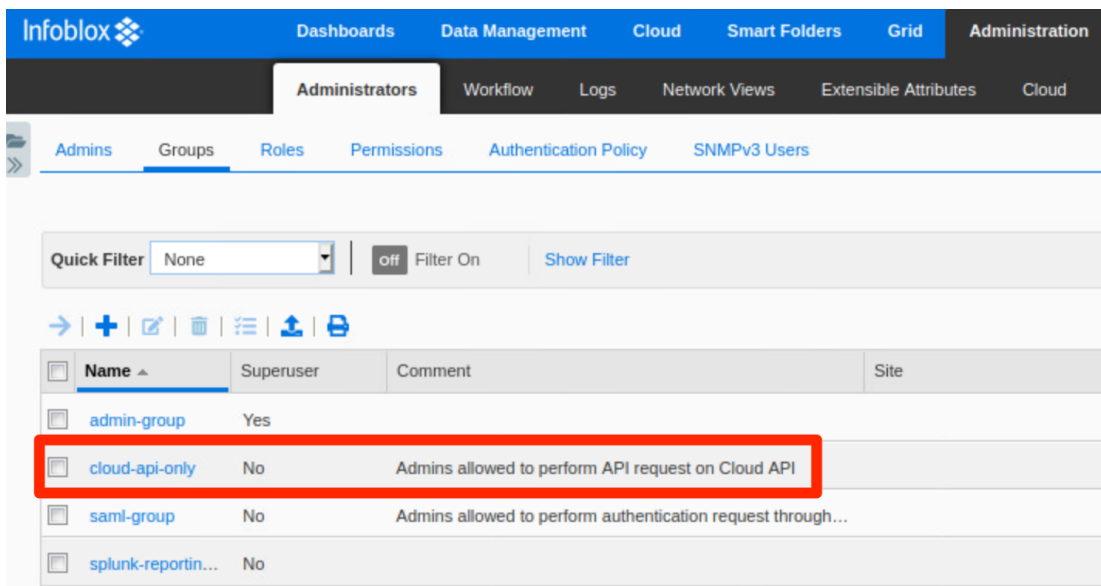 Infoblox
Dashboards Data Management Cloud Smart Folders Grid Administration
Administrators Workflow Logs Network Views Extensible Attributes Cloud
Admins Groups Roles Permissions Authentication Policy SNMPv3 Users
Quick Filter None Off Filter On Show Filter
Name Superuser Comment Site
admin-group Yes
cloud-api-only No Admins allowed to perform API request on Cloud API
saml-group No Admins allowed to perform authentication request through...
splunk-reportin... No